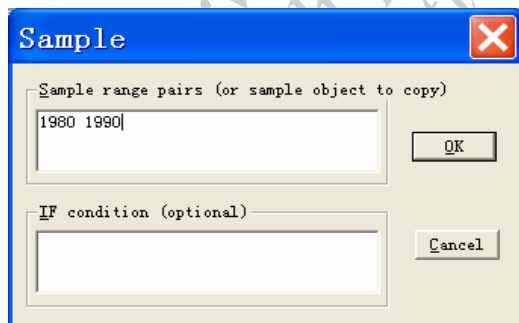 Sample
Sample range pairs (or sample object to copy)
1980 1990
OK
IF condition (optional)
Cancel